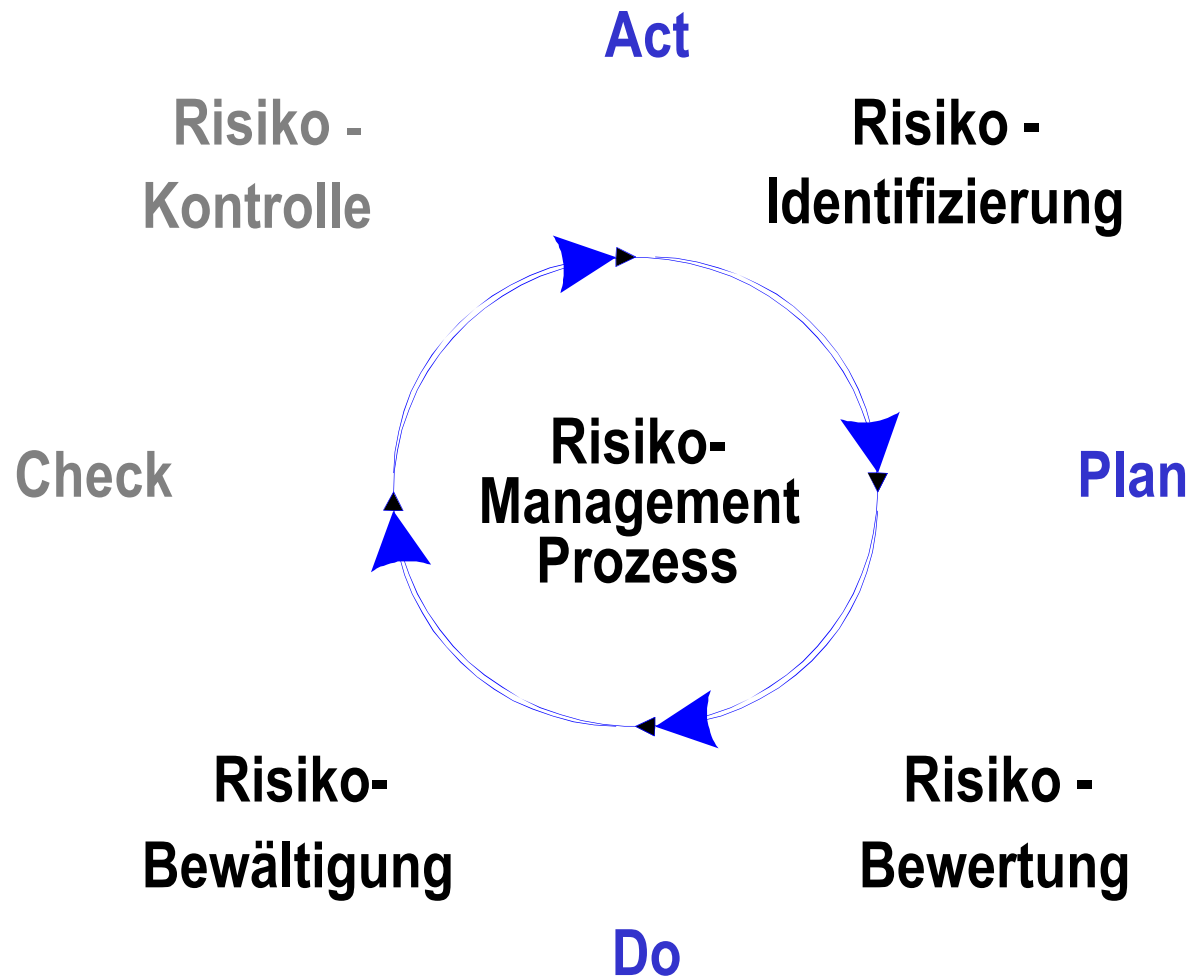 Act
Risiko -
Kontrolle
Risiko -
Identifizierung
Check
Risiko-
Management
Prozess
Plan
Risiko-
Bewältigung
Risiko -
Bewertung
Do